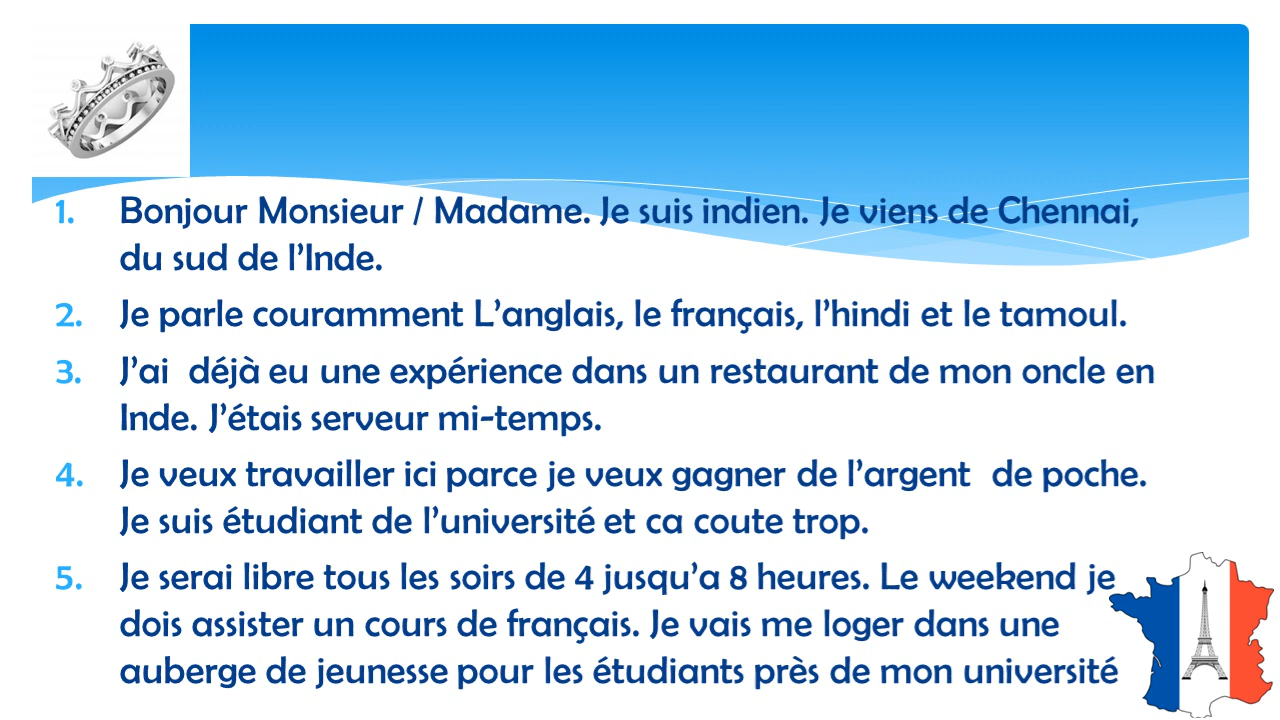 1. Bonjour Monsieur / Madame. Je suis indien. Je viens de Chennai,
du sud de l’Inde.
2. Je parle couramment L’anglais, le français, l’hindi et le tamoul.
3. J’ai  déjà eu une expérience dans un restaurant de mon oncle en
Inde. J’étais serveur mi-temps.
4. Je veux travailler ici parce je veux gagner de l’argent  de poche.
Je suis étudiant de l’université et ca coute trop.
5. Je serai libre tous les soirs de 4 jusqu’a 8 heures. Le weekend je
dois assister un cours de français. Je vais me loger dans une
auberge de jeunesse pour les étudiants près de mon université